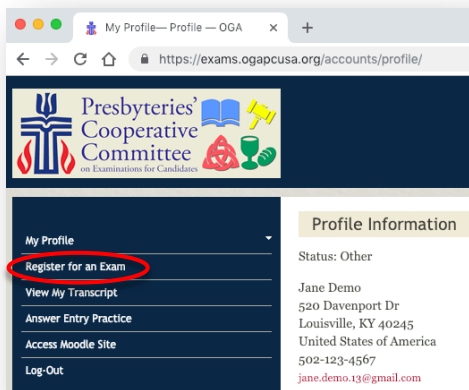 My Profile— Profile — OGA
https://exams.ogapcusa.org/accounts/profile/
Presbyteries'
Cooperative
Committee
on Examinations for Candidates
My Profile
Register for an Exam
View My Transcript
Answer Entry Practice
Access Moodle Site
Log-Out
Profile Information
Status: Other
Jane Demo
520 Davenport Dr
Louisville, KY 40245
United States of America
502-123-4567
jane.demo.13@gmail.com